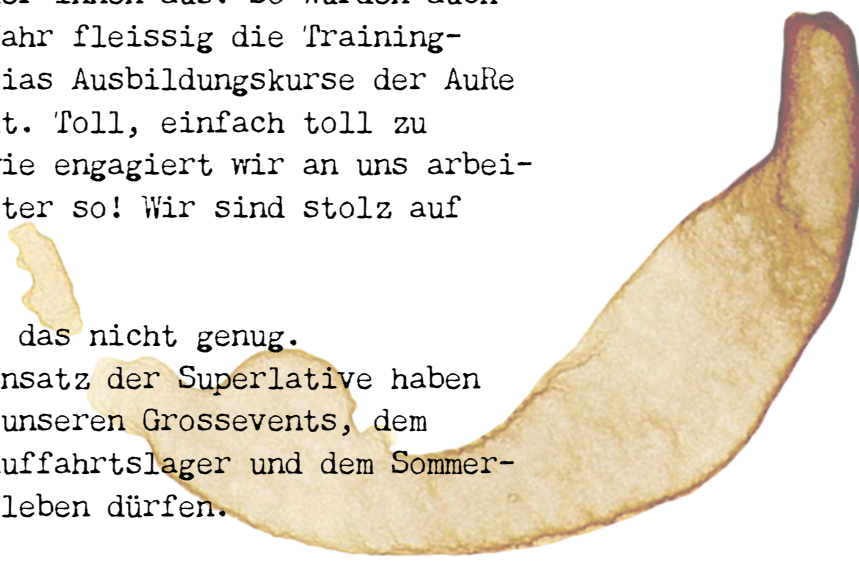 ahr fleissig die Training-
ias Ausbildungskurse der AuRe
t. Toll, einfach toll zu
ie engagiert wir an uns arbei-
ter so! Wir sind stolz auf
das nicht genug.
nsatz der Superlative haben
unseren Grossevents, dem
uffahrtslager und dem Sommer-
leben dürfen.